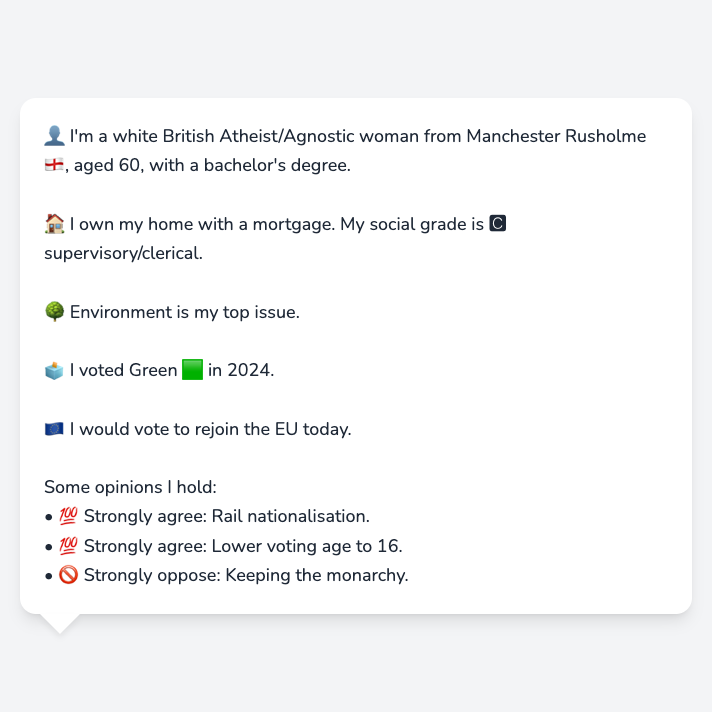 👤 I'm a white British Atheist/Agnostic woman from Manchester Rusholme
🏴󠁧󠁢󠁥󠁮󠁧󠁿, aged 60, with a bachelor's degree.
🏠 I own my home with a mortgage. My social grade is 🅲
supervisory/clerical.
🌳 Environment is my top issue.
🗳️ I voted Green 🟩 in 2024.
🇪🇺 I would vote to rejoin the EU today.
Some opinions I hold:
• 💯 Strongly agree: Rail nationalisation.
• 💯 Strongly agree: Lower voting age to 16.
• 🚫 Strongly oppose: Keeping the monarchy.